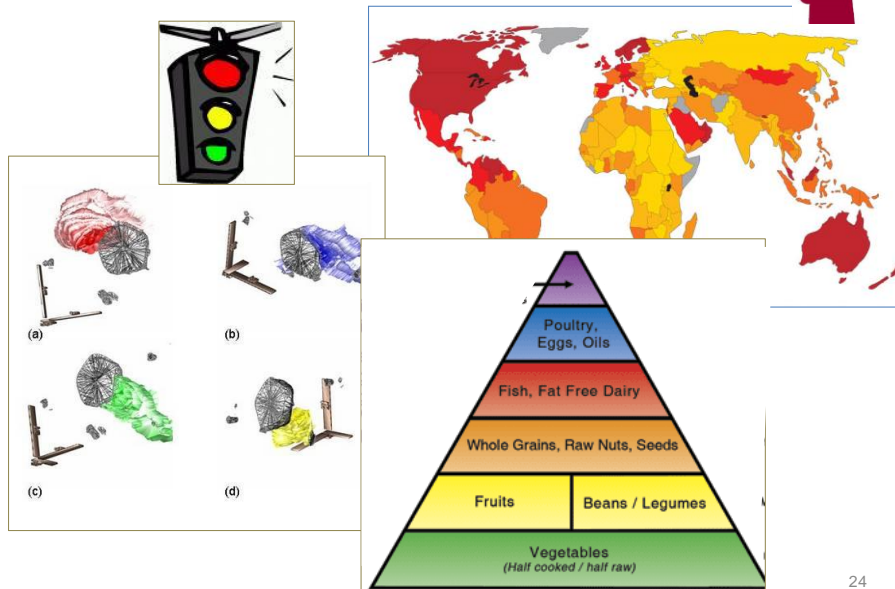 (a)
(b)
(c)
(d)
Poultry,
Eggs, Oils
Fish, Fat Free Dairy
Whole Grains, Raw Nuts, Seeds
Fruits
Beans / Legumes
Vegetables
(Half cooked / half raw)
24